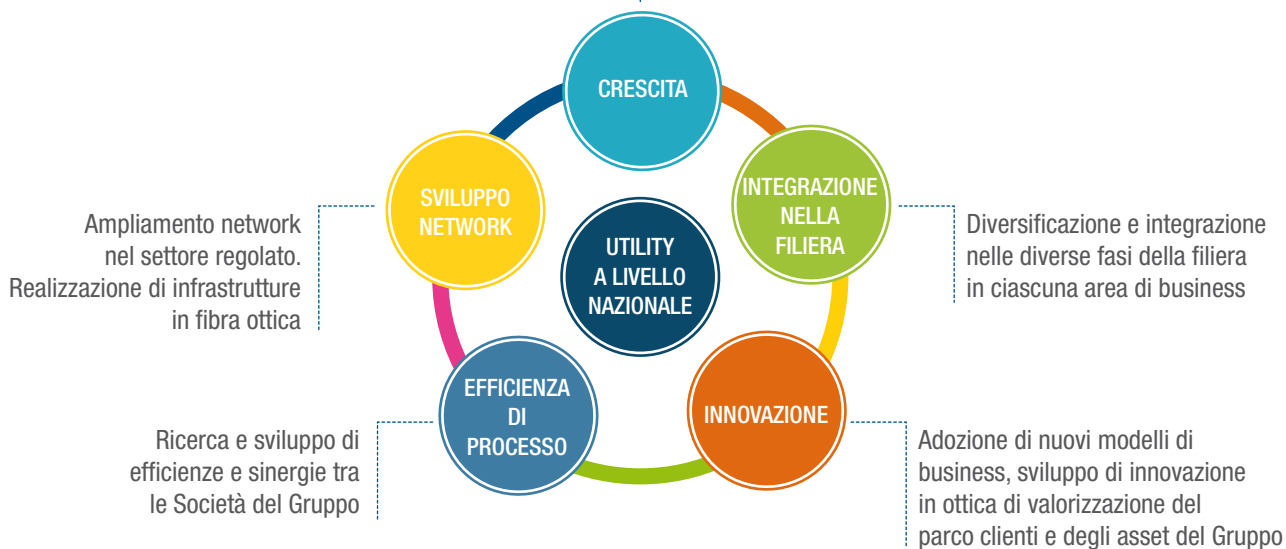 CRESCITA
INTEGRAZIONE
NELLA
FILIERA
Diversificazione e integrazione
nelle diverse fasi della filiera
in ciascuna area di business
SVILUPPO
NETWORK
Ampliamento network
nel settore regolato.
Realizzazione di infrastrutture
in fibra ottica
UTILITY
A LIVELLO
NAZIONALE
EFFICIENZA
DI
PROCESSO
Ricerca e sviluppo di
efficienze e sinergie tra
le Società del Gruppo
INNOVAZIONE
Adozione di nuovi modelli di
business, sviluppo di innovazione
in ottica di valorizzazione del
parco clienti e degli asset del Gruppo